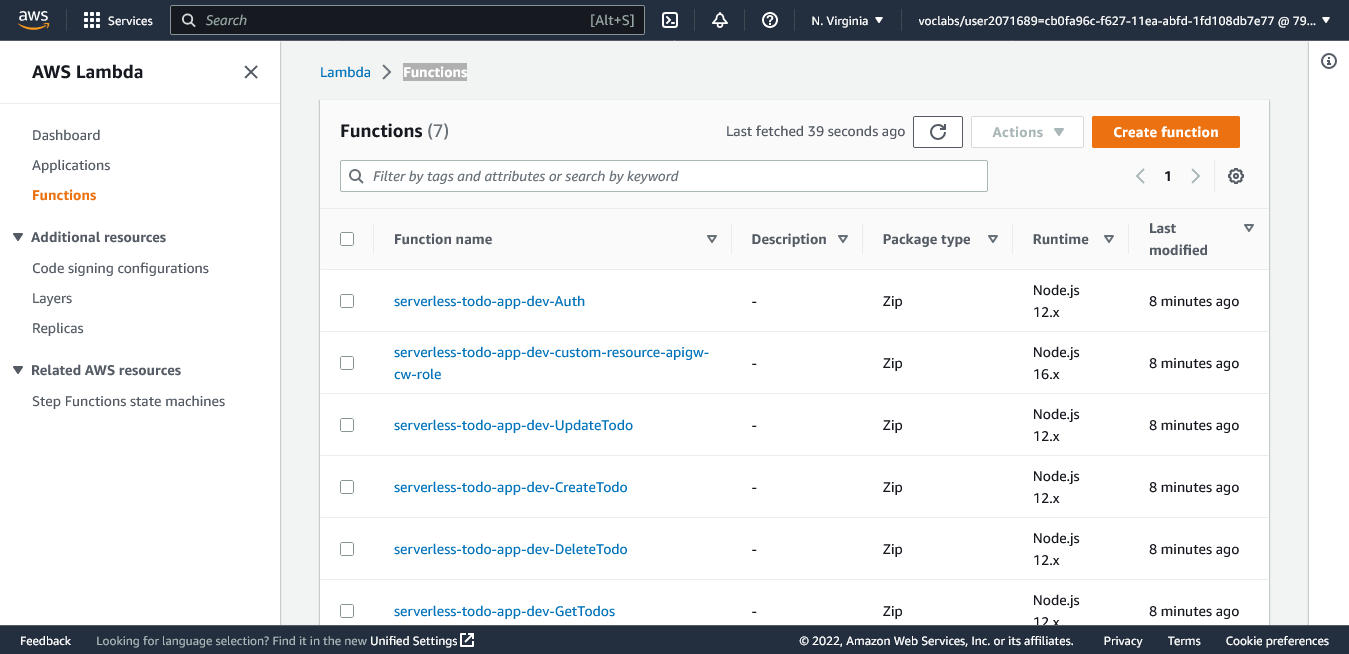 aws
Services
Search [Alt+S]
N. Virginia
voclabs/user2071689=cb0fa96c-f627-11ea-abfd-1fd108db7e77 @ 79...
AWS Lambda
Dashboard
Applications
Functions
Additional resources
Code signing configurations
Layers
Replicas
Related AWS resources
Step Functions state machines
Lambda > Functions
Functions (7)
Last fetched 39 seconds ago
Actions
Create function
Filter by tags and attributes or search by keyword
1
Function name
Description
Package type
Runtime
Last
modified
serverless-todo-app-dev-Auth
-
Zip
Node.js
12.x
8 minutes ago
serverless-todo-app-dev-custom-resource-apigw-
cw-role
-
Zip
Node.js
16.x
8 minutes ago
serverless-todo-app-dev-UpdateTodo
-
Zip
Node.js
12.x
8 minutes ago
serverless-todo-app-dev-CreateTodo
-
Zip
Node.js
12.x
8 minutes ago
serverless-todo-app-dev-DeleteTodo
-
Zip
Node.js
12.x
8 minutes ago
serverless-todo-app-dev-GetTodos
-
Zip
Node.js
12.x
8 minutes ago
Feedback
Looking for language selection? Find it in the new Unified Settings
© 2022, Amazon Web Services, Inc. or its affiliates.
Privacy
Terms
Cookie preferences